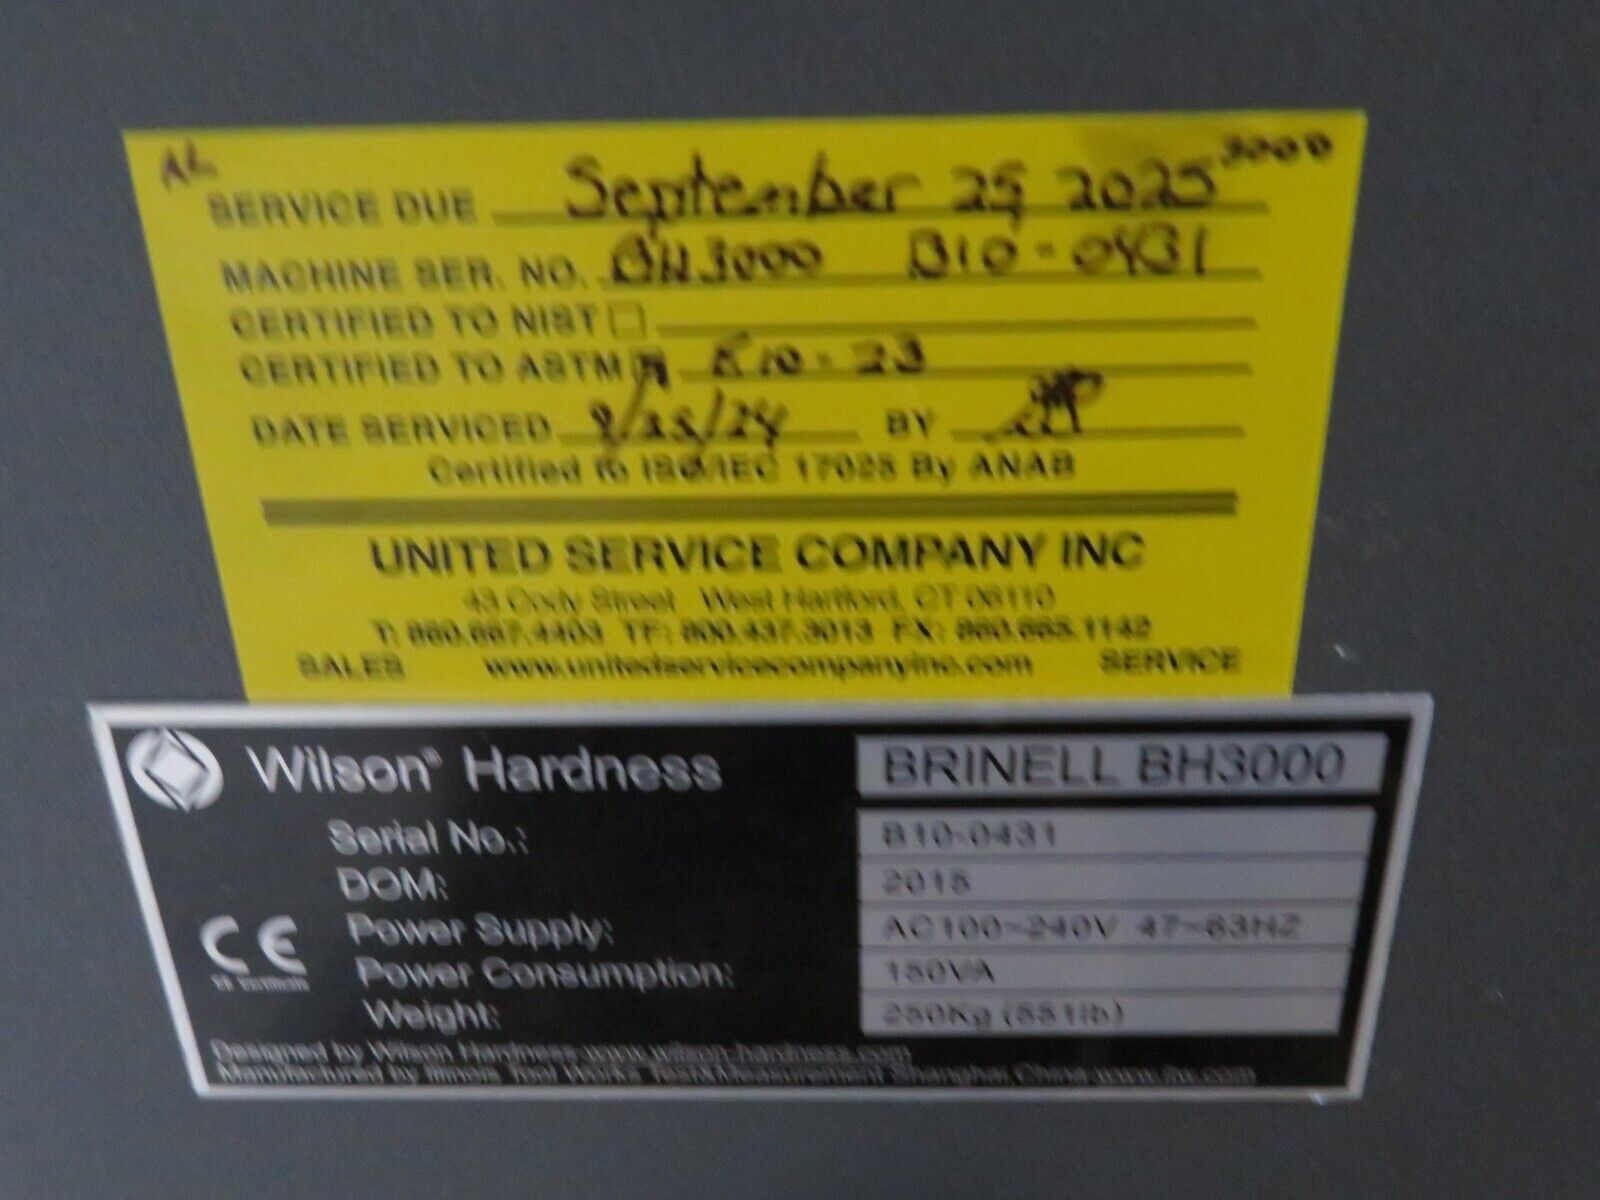 AL 3000
SERVICE DUE September 25 2025
MACHINE SER. NO. BH3000 B10-0431
CERTIFIED TO NIST
CERTIFIED TO ASTM E10-23
DATE SERVICED 9/25/24 BY
Certified to ISO/IEC 17025 By ANAB
UNITED SERVICE COMPANY INC
43 Cody Street West Hartford, CT 06110
T: 860.667.4403 TF: 800.437.3013 FX: 860.665.1142
SALES www.unitedservicecompanyinc.com SERVICE
Wilson® Hardness BRINELL BH3000
Serial No.: B10-0431
DOM: 2015
Power Supply: AC100~240V 47~63HZ
CE
Power Consumption: 150VA
Weight: 250Kg (551lb)
Designed by Wilson Hardness www.wilson-hardness.com
Manufactured by Illinois Tool Works Test&Measurement Shanghai,China www.itw.com